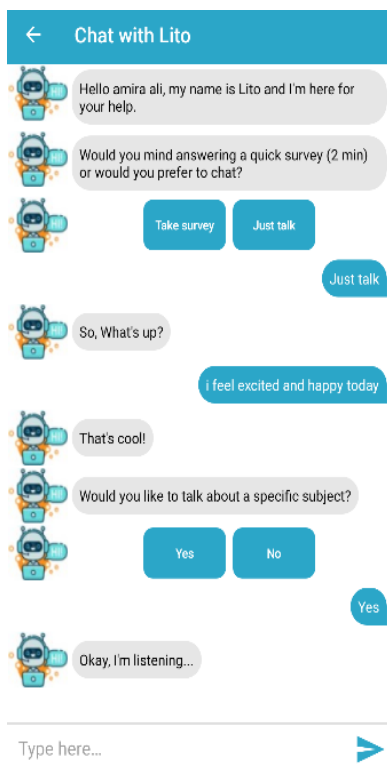 Chat with Lito
Hello amira ali, my name is Lito and I'm here for
your help.
Would you mind answering a quick survey (2 min)
or would you prefer to chat?
Take survey
Just talk
Just talk
So, What's up?
i feel excited and happy today
That's cool!
Would you like to talk about a specific subject?
Yes
No
Yes
Okay, I'm listening...
Type here...